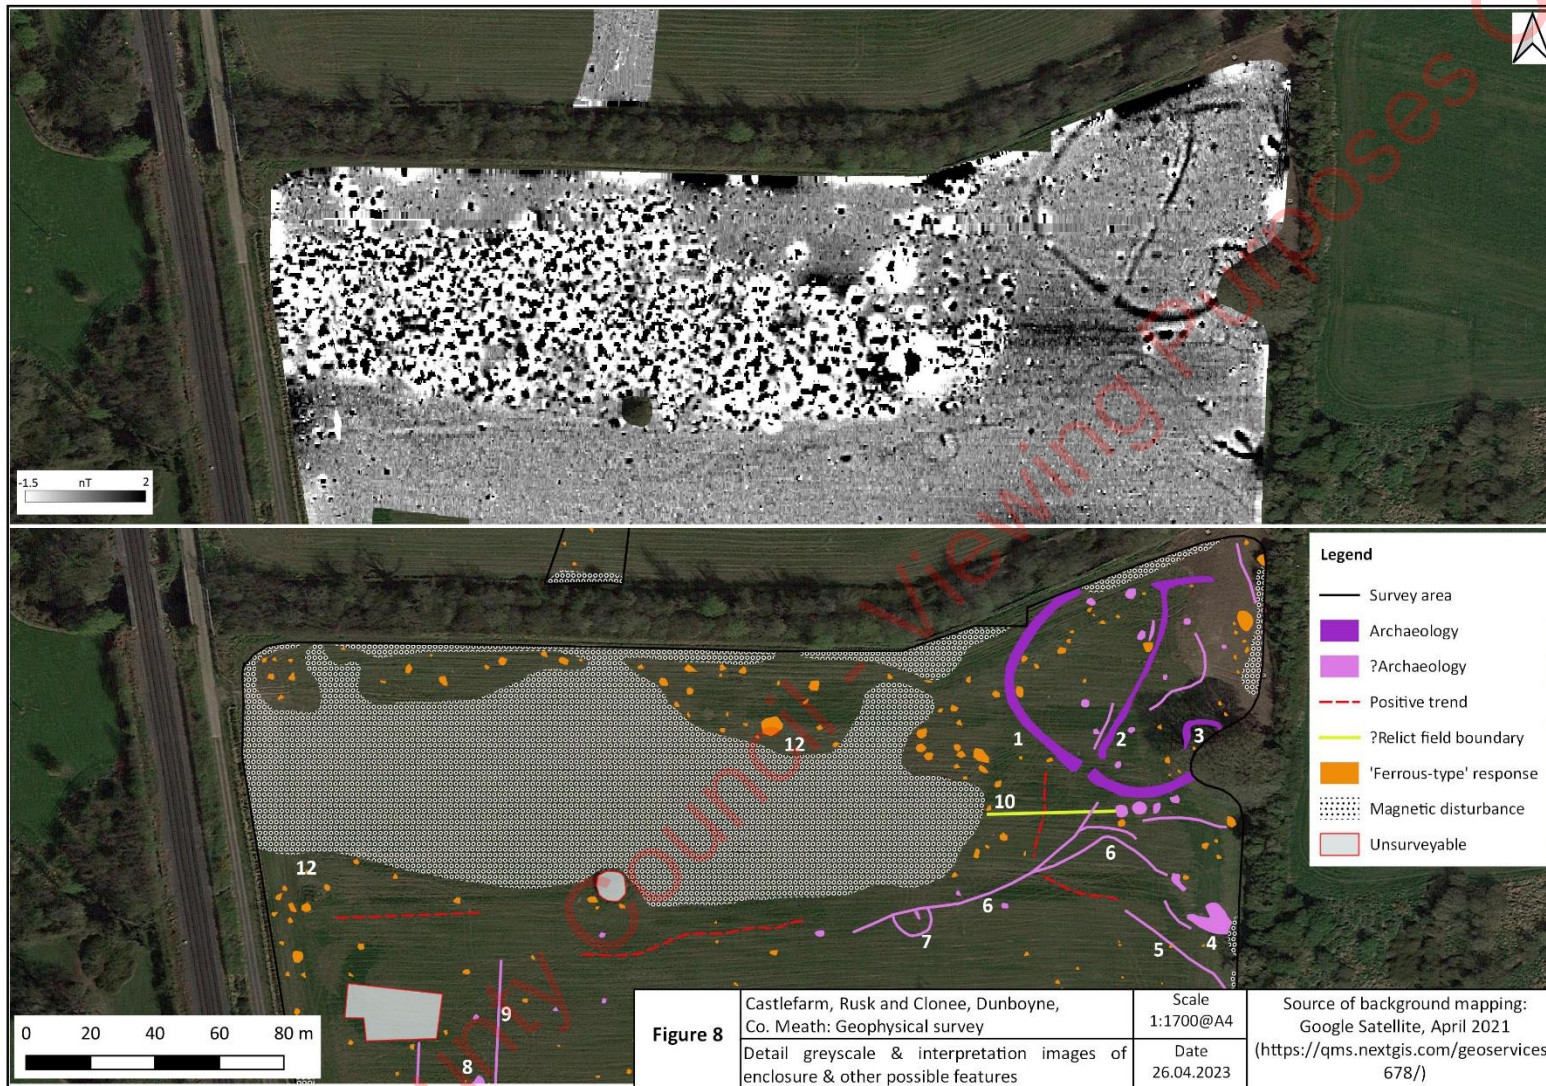 -1.5 nT 2
Legend
Survey area
Archaeology
?Archaeology
Positive trend
?Relict field boundary
'Ferrous-type' response
Magnetic disturbance
Unsurveyable
1
2
3
12
10
6
12
6
7
5
4
9
8
0 20 40 60 80 m
Figure 8
Castlefarm, Rusk and Clonee, Dunboyne,
Co. Meath: Geophysical survey
Detail greyscale & interpretation images of
enclosure & other possible features
Scale
1:1700@A4
Date
26.04.2023
Source of background mapping:
Google Satellite, April 2021
(https://qms.nextgis.com/geoservices
678/)
unty Council - Viewing Purposes O